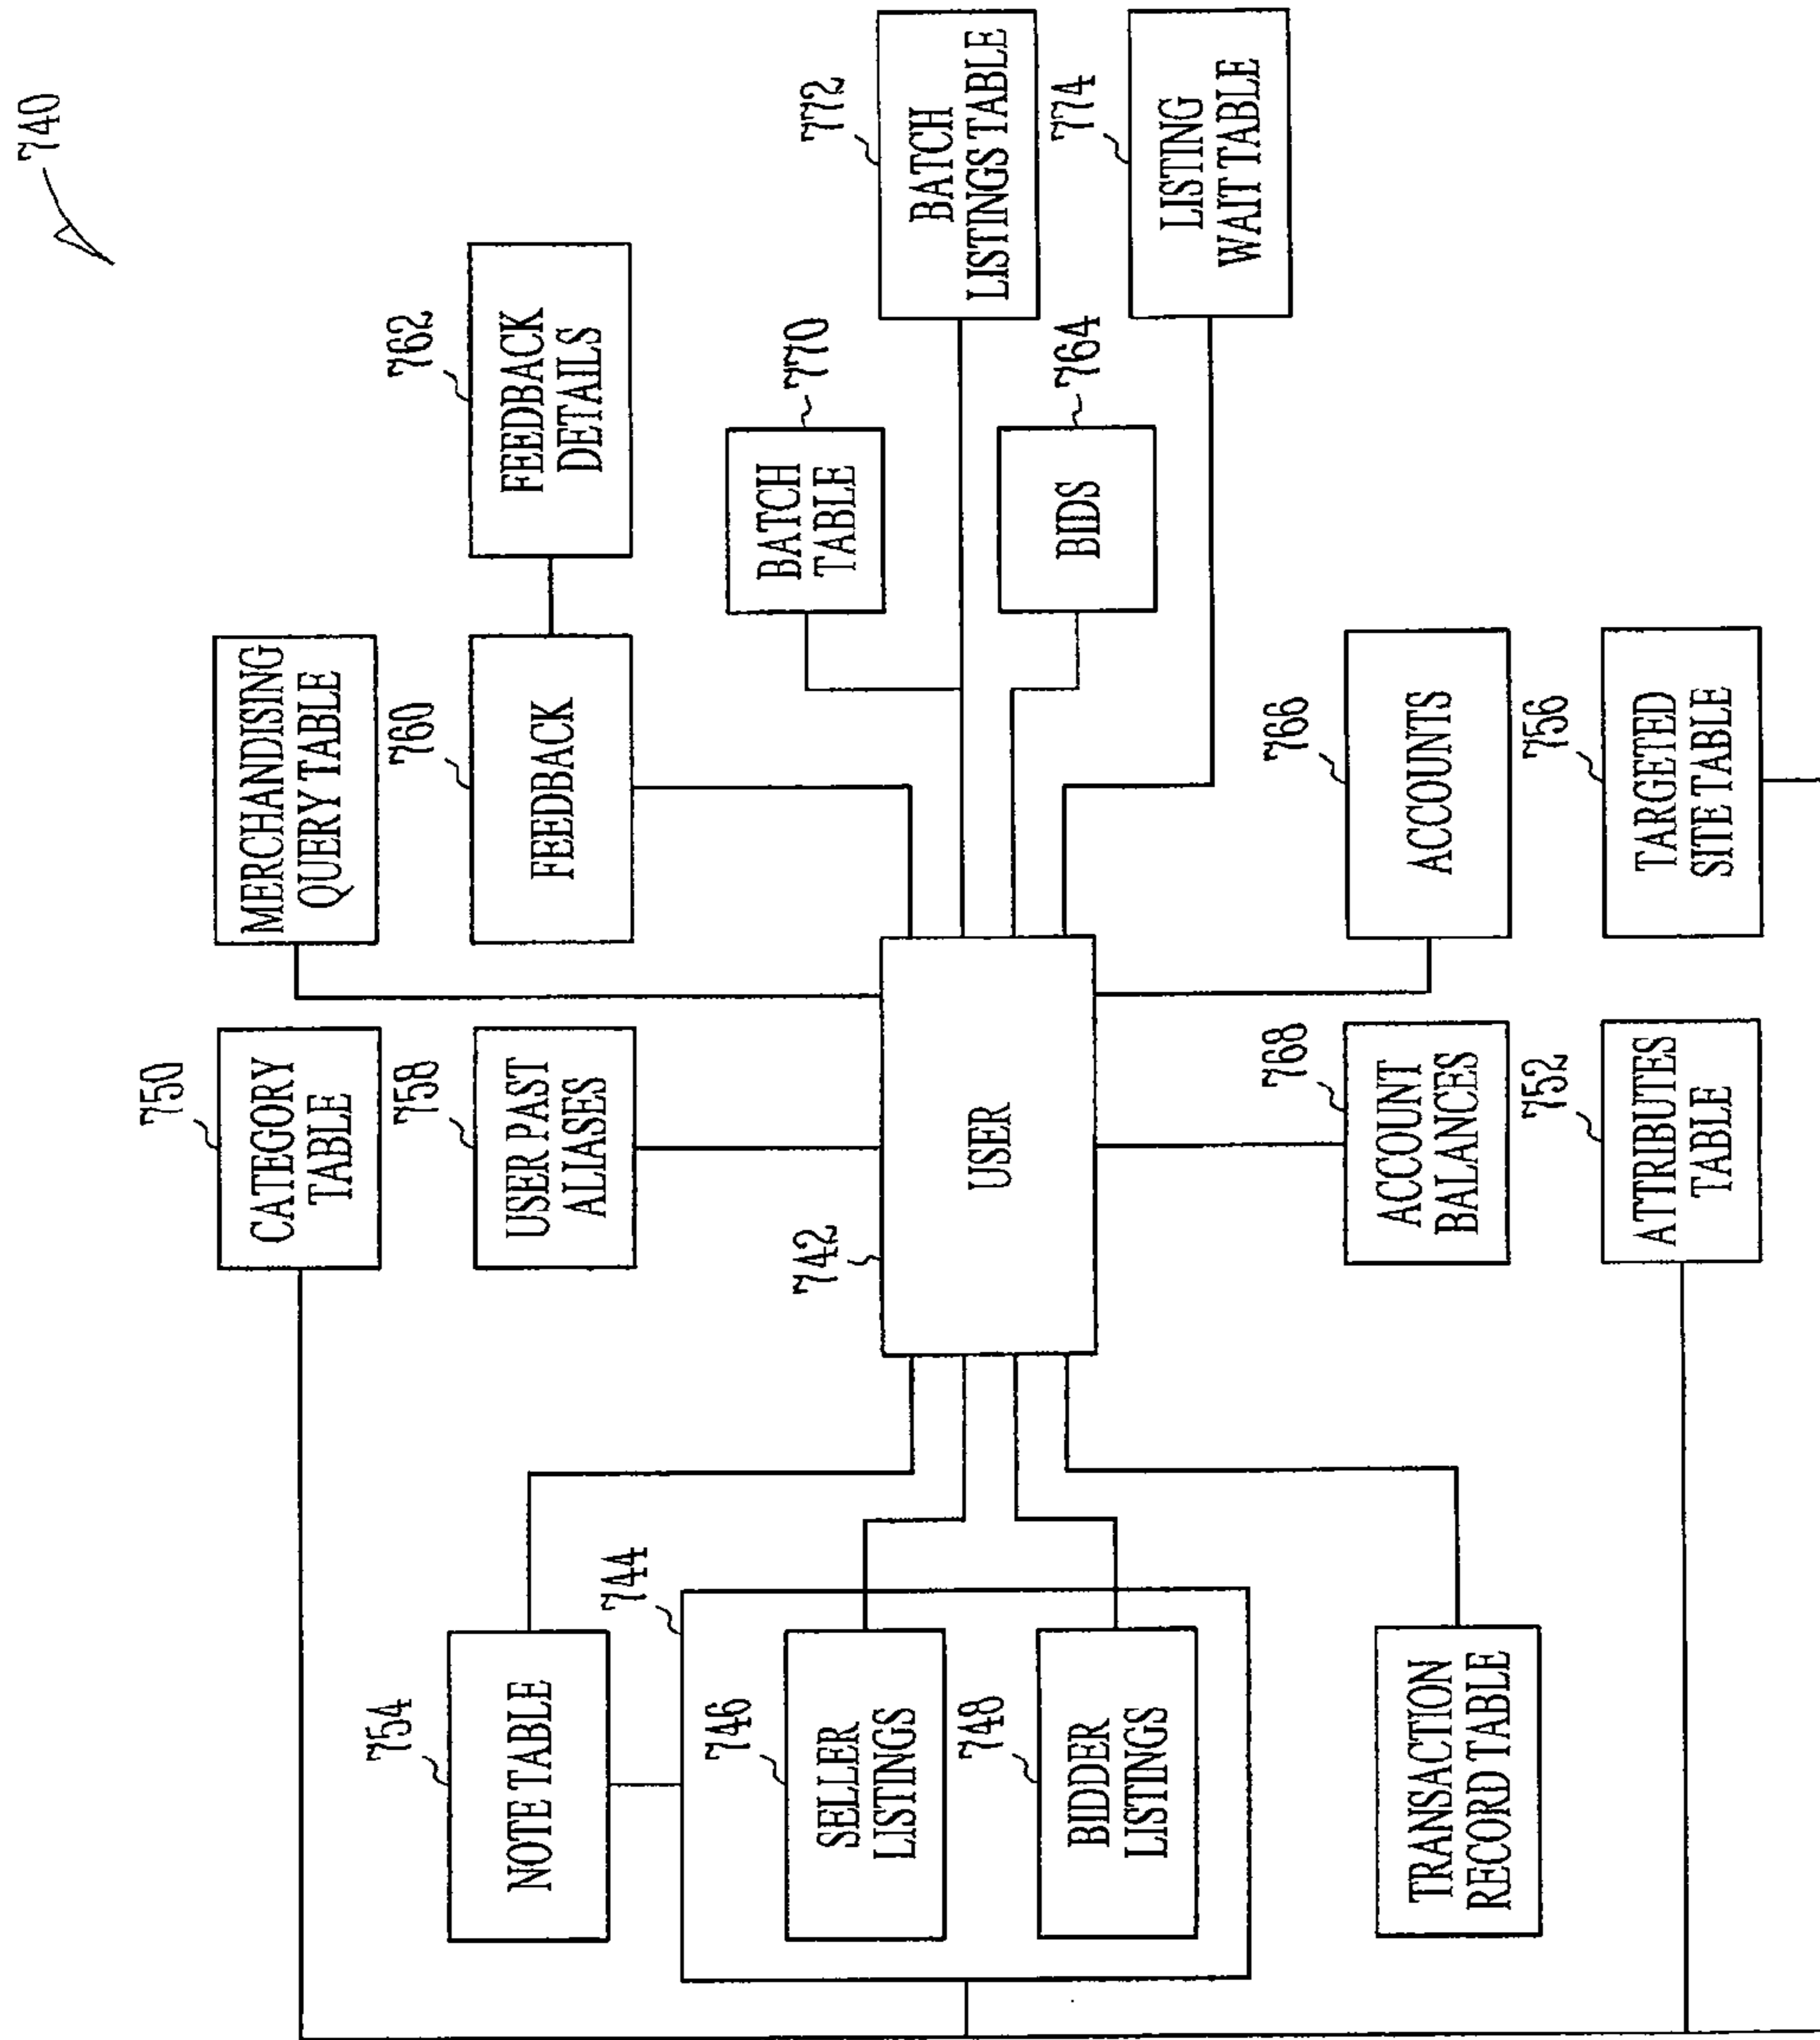 740
750
CATEGORY
TABLE
MERCHANDISING
QUERY TABLE
754
NOTE TABLE
758
USER PAST
ALIASES
760
FEEDBACK
762
FEEDBACK
DETAILS
744
746
SELLER
LISTINGS
748
BIDDER
LISTINGS
742
USER
770
BATCH
TABLE
772
BATCH
LISTINGS TABLE
764
BIDS
774
LISTING
WAIT TABLE
TRANSACTION
RECORD TABLE
768
ACCOUNT
BALANCES
766
ACCOUNTS
752
ATTRIBUTES
TABLE
756
TARGETED
SITE TABLE